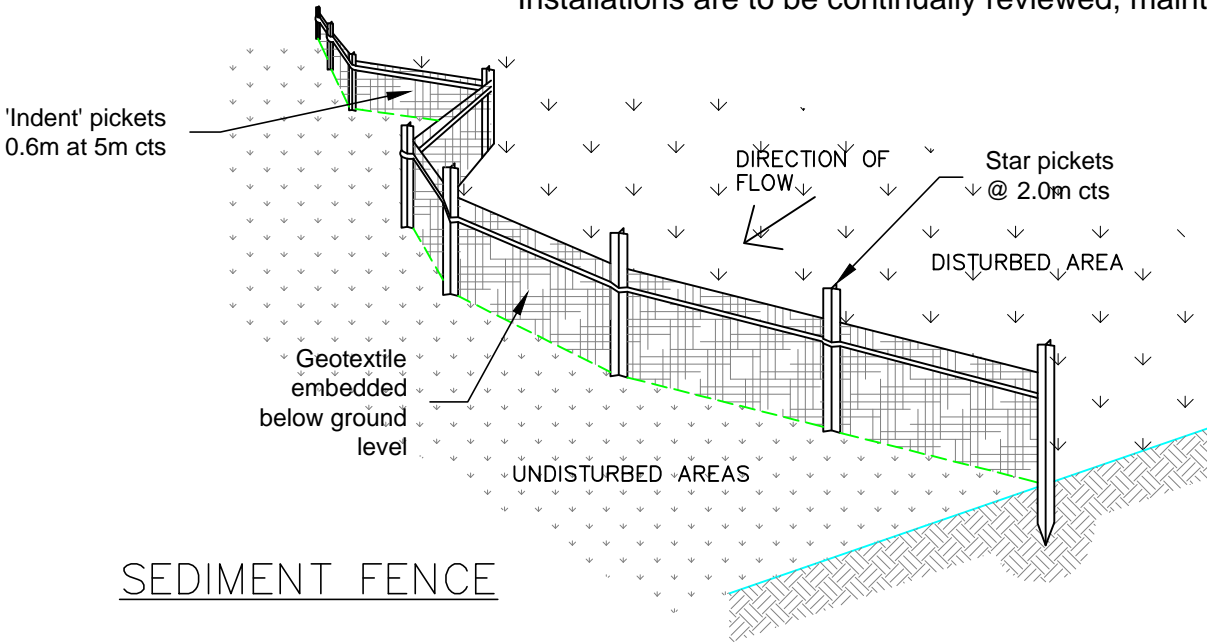 Installations are to be continually reviewed,
'Indent' pickets
0.6m at 5m cts
DIRECTION OF
FLOW
Star pickets
@ 2.0m cts
DISTURBED AREA
Geotextile
embedded
below ground
level
UNDISTURBED AREAS
SEDIMENT FENCE